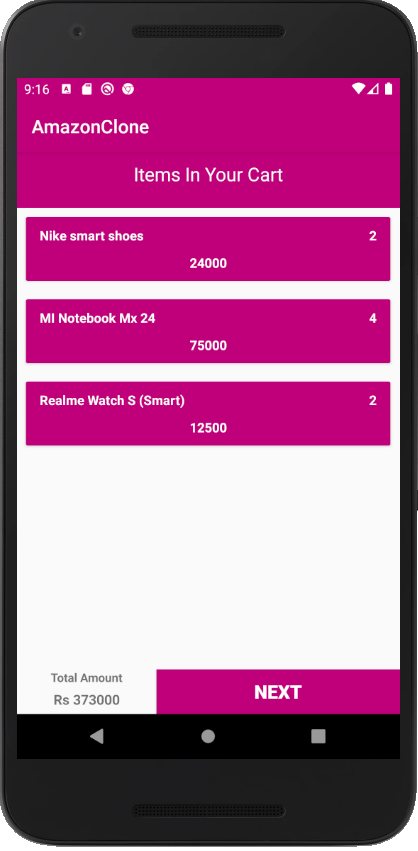 9:16
AmazonClone
Items In Your Cart
Nike smart shoes 2
24000
MI Notebook Mx 24 4
75000
Realme Watch S (Smart) 2
12500
Total Amount
Rs 373000
NEXT